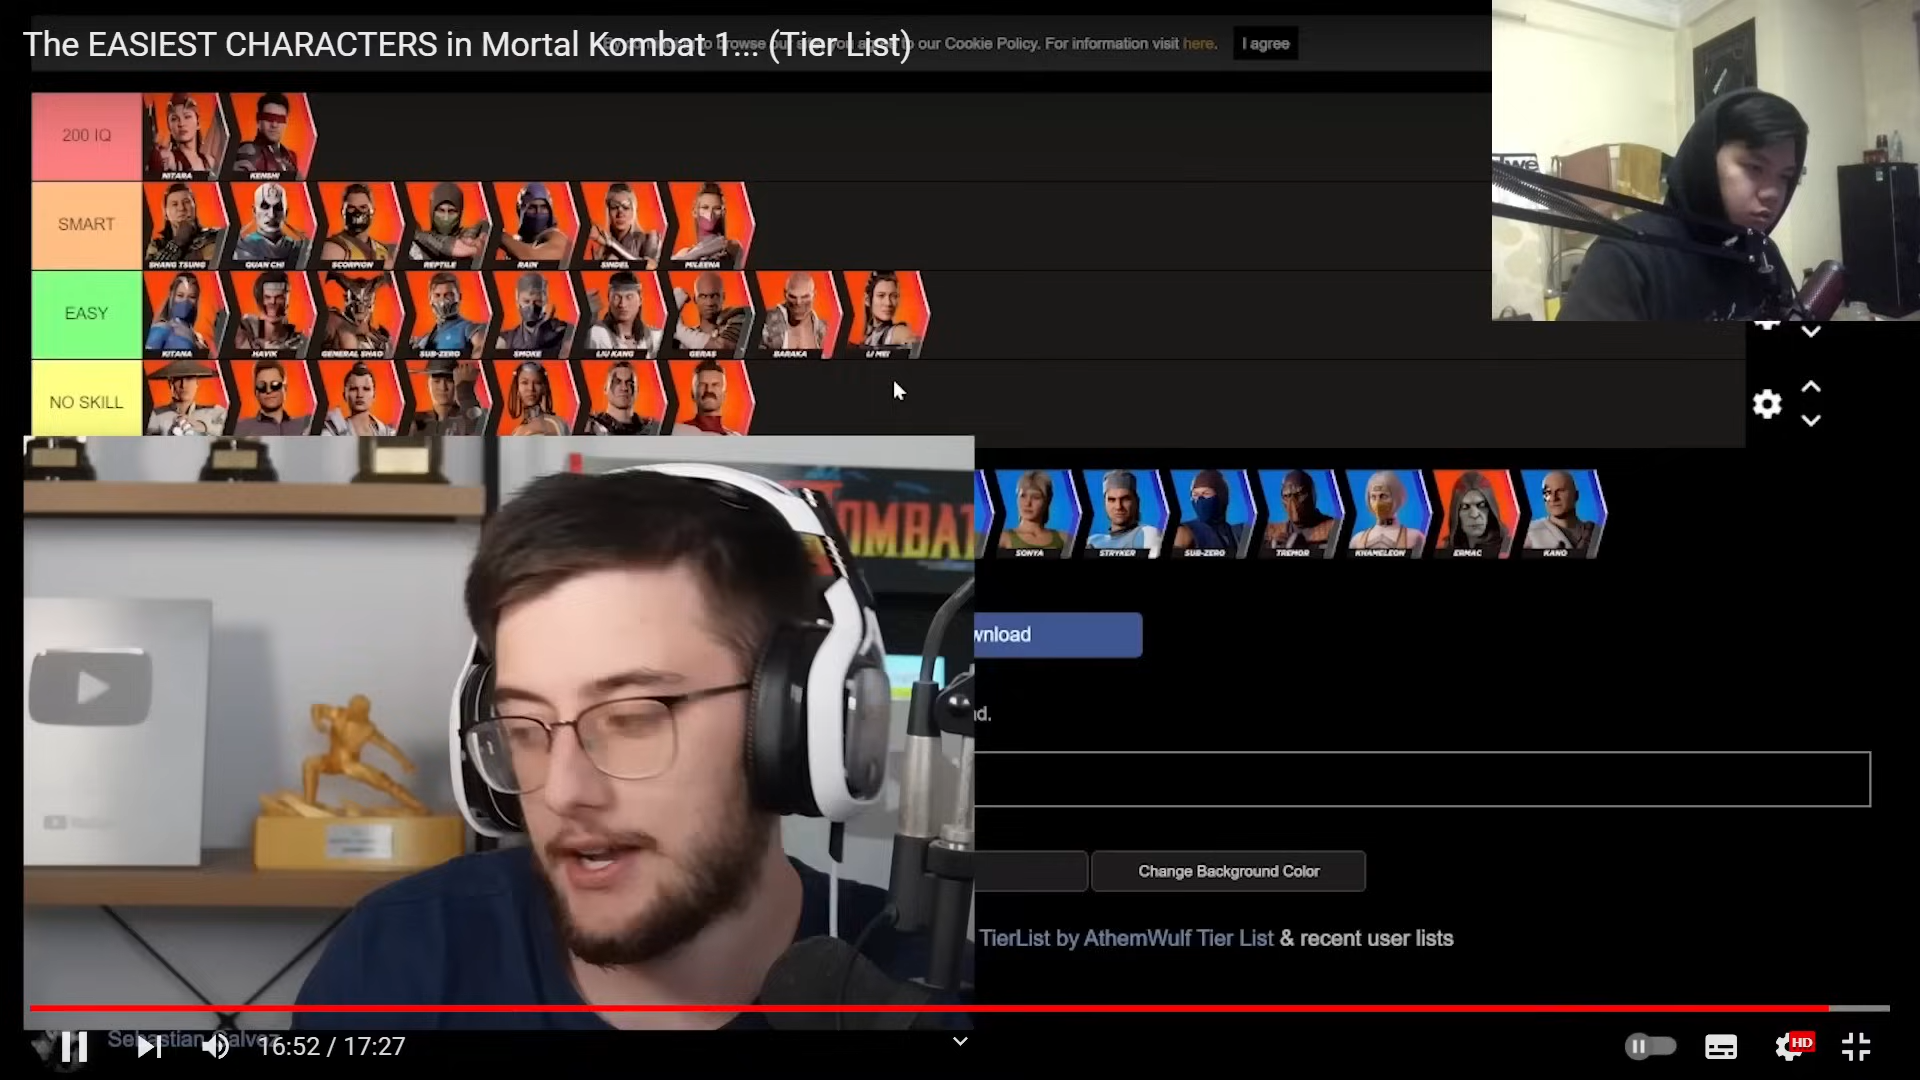 The EASIEST CHARACTERS in Mortal Kombat 1... (Tier List)
our Cookie Policy. For information visit here.
I agree
200 IQ
NITARA
KENSHI
SMART
SHANG TSUNG
QUAN CHI
SCORPION
REPTILE
RAIN
SINDEL
MILEENA
EASY
KITANA
HAVIK
GENERAL SHAO
SUB-ZERO
SMOKE
LIU KANG
GERAS
BARAKA
LI MEI
NO SKILL
OMBAT
SONYA
STRYKER
SUB-ZERO
TREMOR
KHAMELEON
ERMAC
KANO
wnload
d.
Change Background Color
TierList by AthemWulf Tier List & recent user lists
Sebastian Galvez
16:52 / 17:27
HD